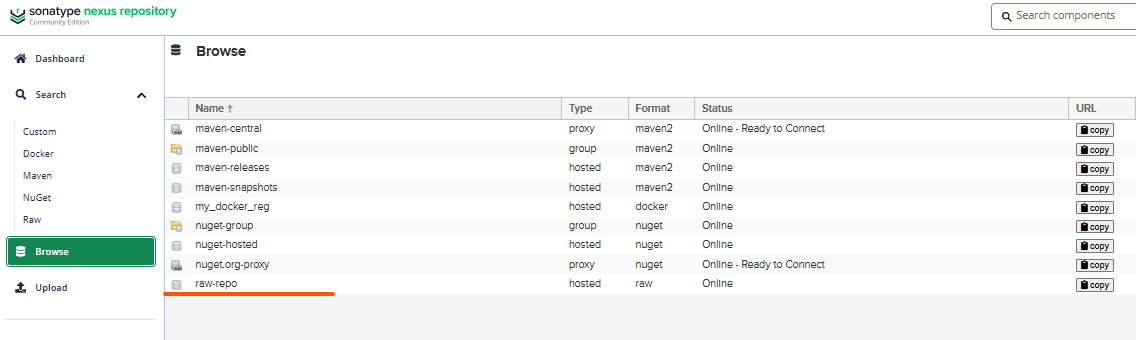 sonatype nexus repository
Community Edition
Search components
Dashboard
Search
Custom
Docker
Maven
NuGet
Raw
Browse
Upload
Browse
Name Type Format Status URL
maven-central proxy maven2 Online - Ready to Connect copy
maven-public group maven2 Online copy
maven-releases hosted maven2 Online copy
maven-snapshots hosted maven2 Online copy
my_docker_reg hosted docker Online copy
nuget-group group nuget Online copy
nuget-hosted hosted nuget Online copy
nuget.org-proxy proxy nuget Online - Ready to Connect copy
raw-repo hosted raw Online copy